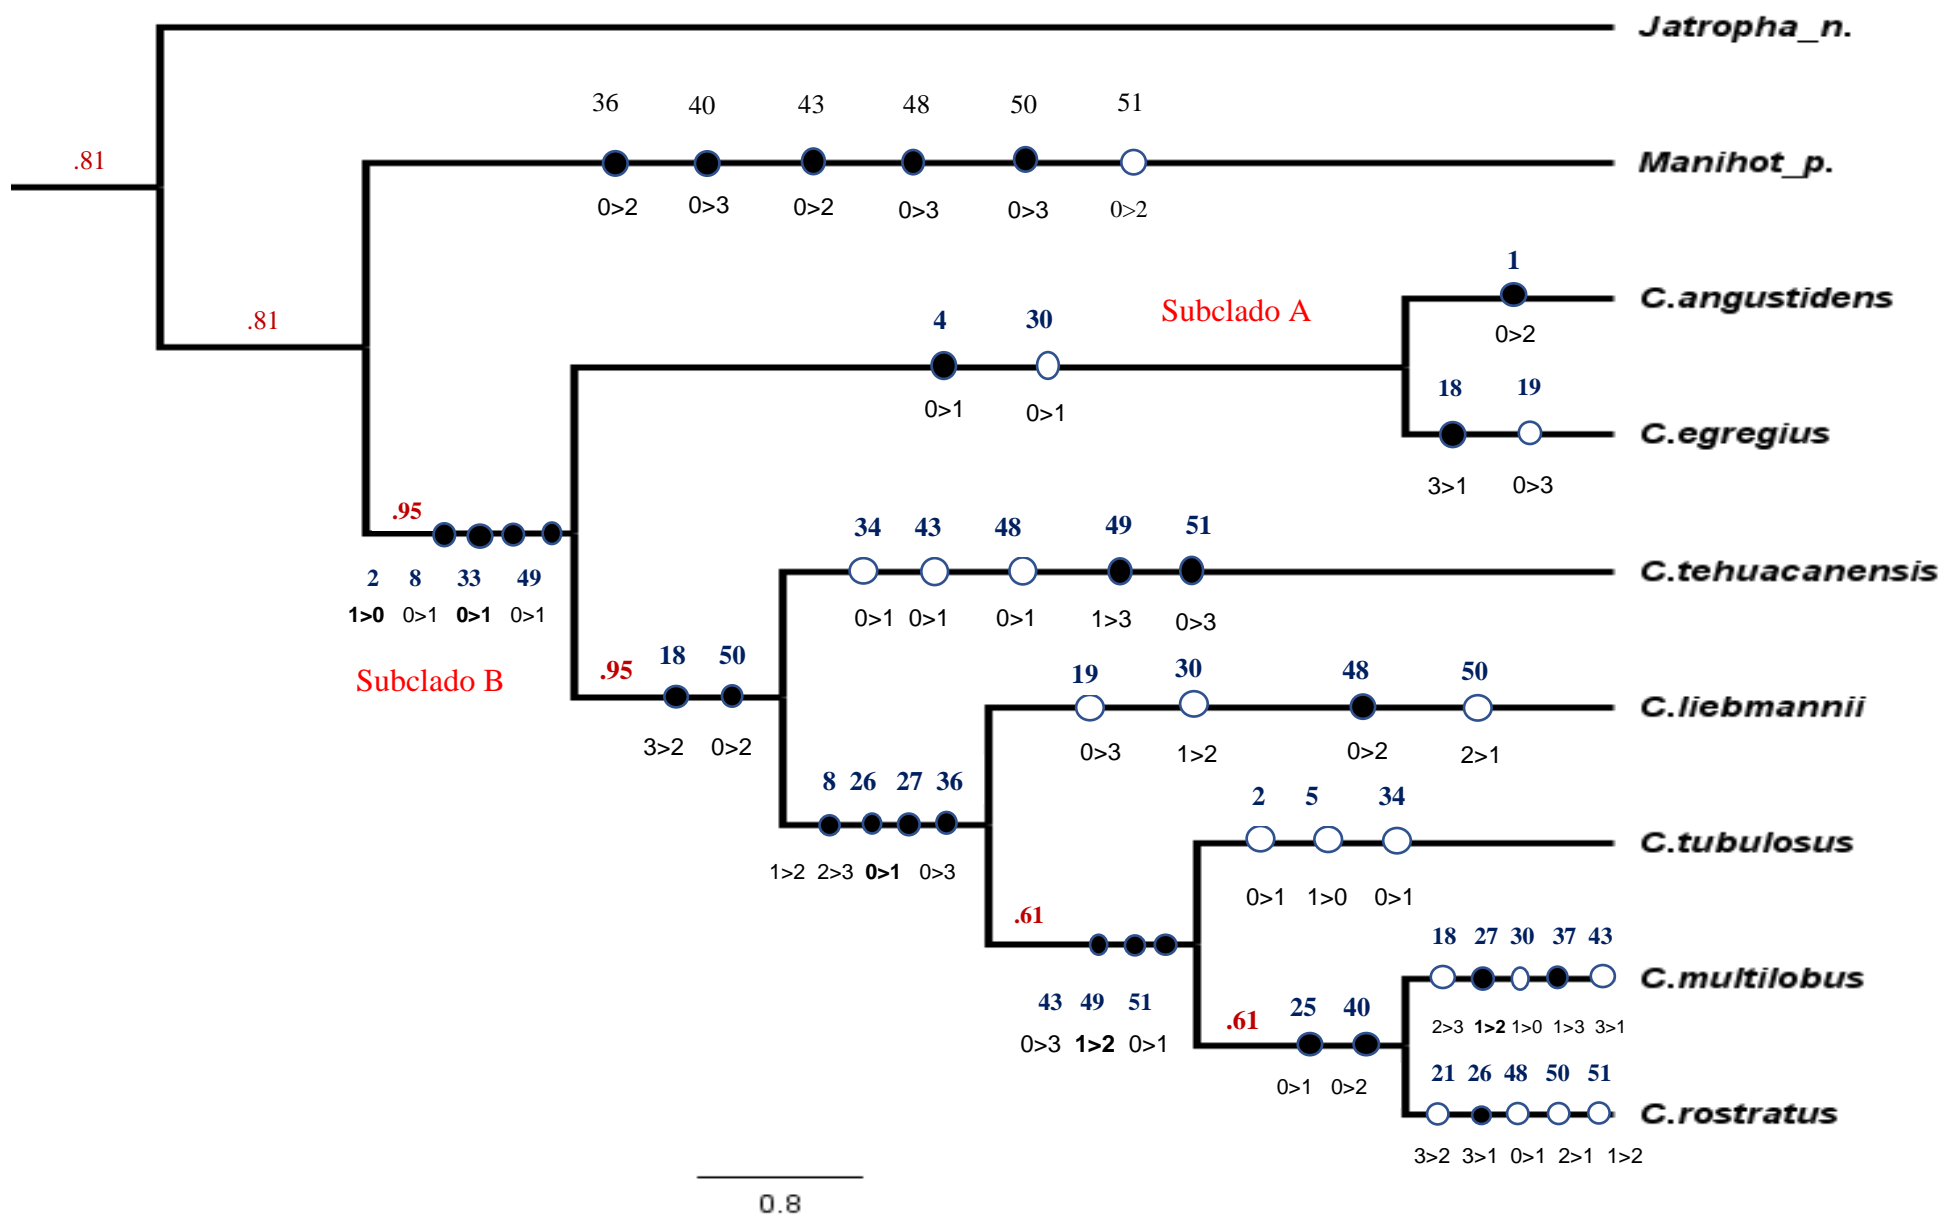 Jatropha_n.
36 40 43 48 50 51
.81
Manihot_p.
0>2 0>3 0>2 0>3 0>3 0>2
1
C.angustidens
Subclado A
.81
4 30
0>2
18 19
0>1 0>1
C.egregius
3>1 0>3
.95
34 43 48 49 51
C.tehuacanensis
2 8 33 49
1>0 0>1 0>1 0>1
0>1 0>1 0>1 1>3 0>3
.95 18 50
Subclado B
19 30 48 50
C.liebmannii
3>2 0>2
0>3 1>2 0>2 2>1
8 26 27 36
2 5 34
C.tubulosus
1>2 2>3 0>1 0>3
0>1 1>0 0>1
.61
18 27 30 37 43
C.multilobus
43 49 51
0>3 1>2 0>1
.61 25 40
2>3 1>2 1>0 1>3 3>1
0>1 0>2
21 26 48 50 51
C.rostratus
3>2 3>1 0>1 2>1 1>2
0.8